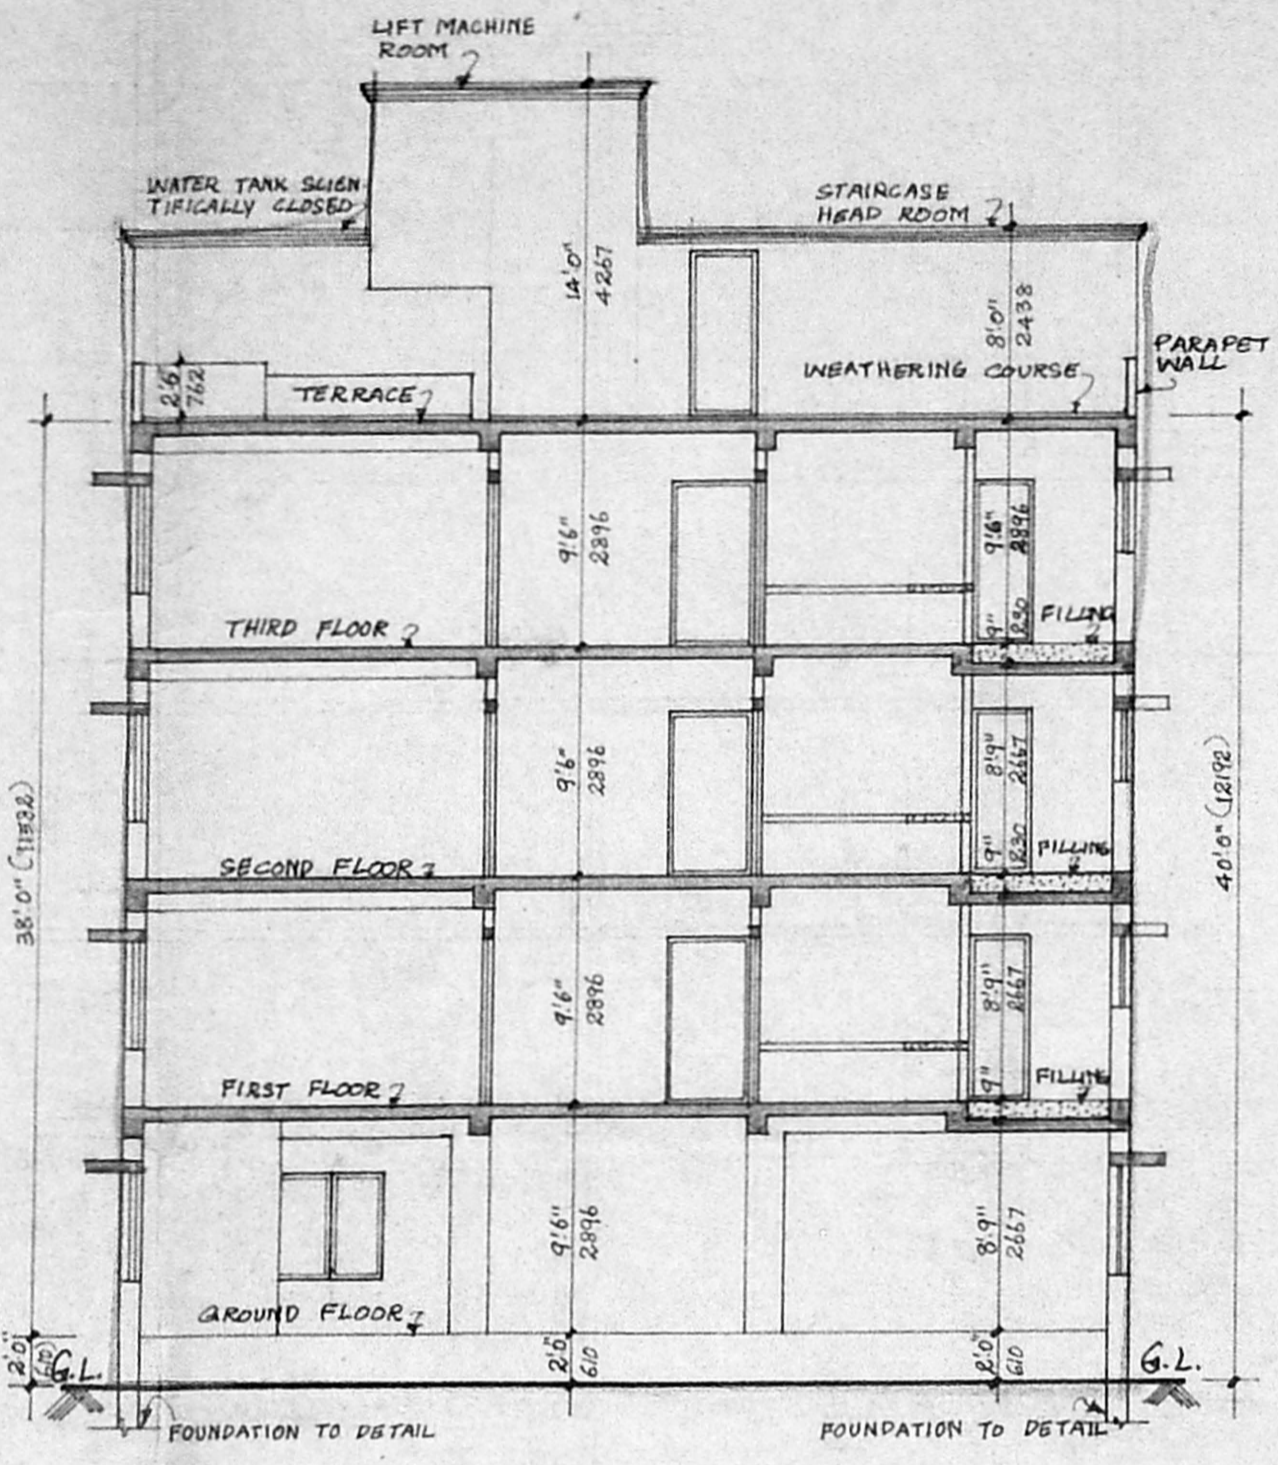 LIFT MACHINE
ROOM
WATER TANK SCIEN
TIFICALLY CLOSED
STAIRCASE
HEAD ROOM
14'0"
4267
8'0"
2438
PARAPET
WALL
WEATHERING COURSE
2'6"
762
TERRACE
9'6"
2896
9'6"
2896
9"
230
FILLING
THIRD FLOOR
9'6"
2896
8'9"
2667
9"
230
FILLING
SECOND FLOOR
38'0" (11582)
40'0" (12192)
9'6"
2896
8'9"
2667
9"
FILLING
FIRST FLOOR
9'6"
2896
8'9"
2667
GROUND FLOOR
2'0"
(610)
G.L.
2'0"
610
2'0"
610
G.L.
FOUNDATION TO DETAIL
FOUNDATION TO DETAIL